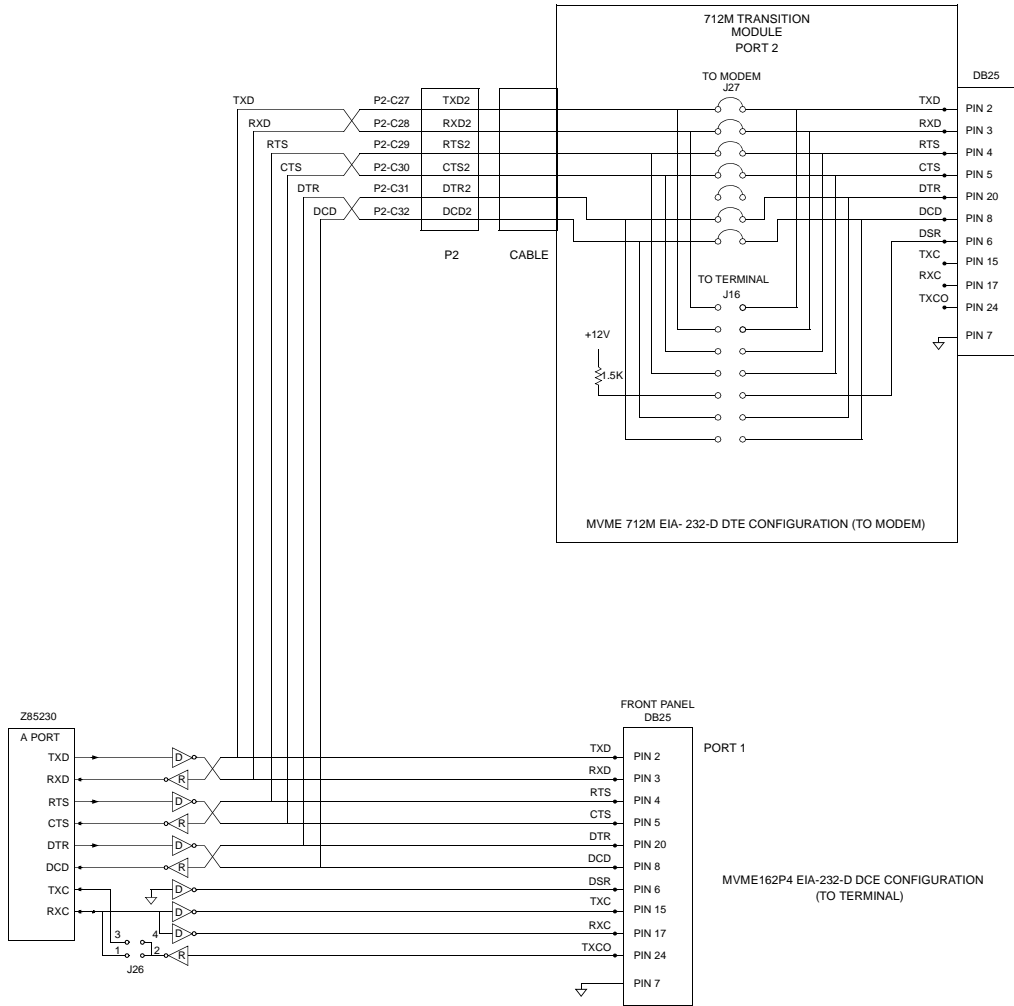 712M TRANSITION
MODULE
PORT 2
TO MODEM
J27
DB25
TXD P2-C27 TXD2 TXD PIN 2
RXD P2-C28 RXD2 RXD PIN 3
RTS P2-C29 RTS2 RTS PIN 4
CTS P2-C30 CTS2 CTS PIN 5
DTR P2-C31 DTR2 DTR PIN 20
DCD P2-C32 DCD2 DCD PIN 8
DSR PIN 6
P2 CABLE TXC PIN 15
TO TERMINAL RXC PIN 17
J16 TXCO PIN 24
+12V PIN 7
1.5K
MVME 712M EIA- 232-D DTE CONFIGURATION (TO MODEM)
FRONT PANEL
DB25
Z85230
A PORT PORT 1
TXD D TXD PIN 2
RXD R RXD PIN 3
RTS D RTS PIN 4
CTS R CTS PIN 5
DTR D DTR PIN 20
DCD R DCD PIN 8
TXC D DSR PIN 6
RXC D TXC PIN 15
D RXC PIN 17
3 4
1 2 R TXCO PIN 24
J26
PIN 7
MVME162P4 EIA-232-D DCE CONFIGURATION
(TO TERMINAL)